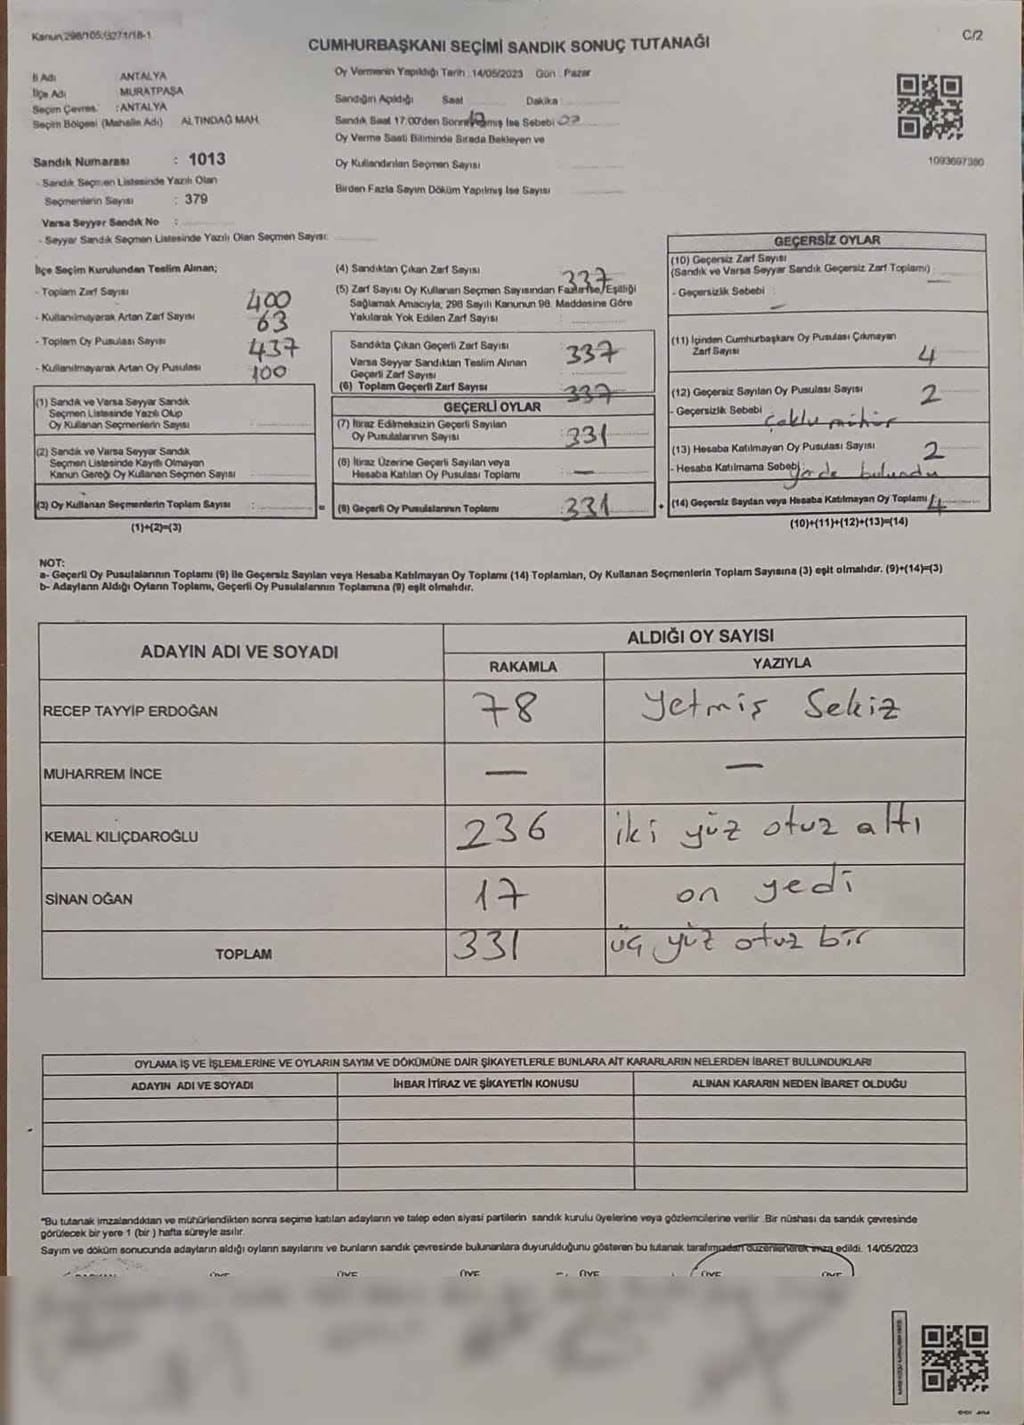 Kanun:298/105;6271/18-1
C/2
CUMHURBAŞKANI SEÇİMİ SANDIK SONUÇ TUTANAĞI
İl Adı ANTALYA
İlçe Adı MURATPAŞA
Seçim Çevres. : ANTALYA
Seçim Bölgesi (Mahalle Adı) ALTINDAĞ MAH.
Oy Vermenin Yapıldığı Tarih 14/05/2023 Gün : Pazar
Sandığın Açıldığı Saat Dakika
Sandık Saat 17:00'den Sonra İse Sebebi
Oy Verme Saati Bitiminde Sırada Bekleyen ve
Oy Kullandırılan Seçmen Sayısı
Birden Fazla Sayım Döküm Yapılmış İse Sayısı
1093697380
Sandık Numarası : 1013
- Sandık Seçmen Listesinde Yazılı Olan
Seçmenlerin Sayısı : 379
Varsa Seyyar Sandık No :
- Seyyar Sandık Seçmen Listesinde Yazılı Olan Seçmen Sayısı:
İlçe Seçim Kurulundan Teslim Alınan;
- Toplam Zarf Sayısı 400
- Kullanılmayarak Artan Zarf Sayısı 63
- Toplam Oy Pusulası Sayısı 437
- Kullanılmayarak Artan Oy Pusulası 100
(1) Sandık ve Varsa Seyyar Sandık
Seçmen Listesinde Yazılı Olup
Oy Kullanan Seçmenlerin Sayısı
(2) Sandık ve Varsa Seyyar Sandık
Seçmen Listesinde Kayıtlı Olmayan
Kanun Gereği Oy Kullanan Seçmen Sayısı
(3) Oy Kullanan Seçmenlerin Toplam Sayısı :
(1)+(2)=(3)
(4) Sandıktan Çıkan Zarf Sayısı 337
(5) Zarf Sayısı Oy Kullanan Seçmen Sayısından Fazla İse, Eşitliği
Sağlamak Amacıyla, 298 Sayılı Kanunun 98. Maddesine Göre
Yakılarak Yok Edilen Zarf Sayısı
Sandıkta Çıkan Geçerli Zarf Sayısı 337
Varsa Seyyar Sandıktan Teslim Alınan
Geçerli Zarf Sayısı
(6) Toplam Geçerli Zarf Sayısı 337
GEÇERLİ OYLAR
(7) İtiraz Edilmeksizin Geçerli Sayılan
Oy Pusulalarının Sayısı 331
(8) İtiraz Üzerine Geçerli Sayılan veya
Hesaba Katılan Oy Pusulası Toplamı —
= (9) Geçerli Oy Pusulalarının Toplamı 331
GEÇERSİZ OYLAR
(10) Geçersiz Zarf Sayısı
(Sandık ve Varsa Seyyar Sandık Geçersiz Zarf Toplamı) —
- Geçersizlik Sebebi : —
(11) İçinden Cumhurbaşkanı Oy Pusulası Çıkmayan
Zarf Sayısı 4
(12) Geçersiz Sayılan Oy Pusulası Sayısı 2
- Geçersizlik Sebebi çoklu mühür
(13) Hesaba Katılmayan Oy Pusulası Sayısı 2
- Hesaba Katılmama Sebebi yerde bulundu
+ (14) Geçersiz Sayılan veya Hesaba Katılmayan Oy Toplamı 4
(10)+(11)+(12)+(13)=(14)
NOT:
a- Geçerli Oy Pusulalarının Toplamı (9) ile Geçersiz Sayılan veya Hesaba Katılmayan Oy Toplamı (14) Toplamları, Oy Kullanan Seçmenlerin Toplam Sayısına (3) eşit olmalıdır. (9)+(14)=(3)
b- Adayların Aldığı Oyların Toplamı, Geçerli Oy Pusulalarının Toplamına (9) eşit olmalıdır.
ADAYIN ADI VE SOYADI
ALDIĞI OY SAYISI
RAKAMLA YAZIYLA
RECEP TAYYİP ERDOĞAN 78 Yetmiş Sekiz
MUHARREM İNCE — —
KEMAL KILIÇDAROĞLU 236 iki yüz otuz altı
SİNAN OĞAN 17 on yedi
TOPLAM 331 üç yüz otuz bir
OYLAMA İŞ VE İŞLEMLERİNE VE OYLARIN SAYIM VE DÖKÜMÜNE DAİR ŞİKAYETLERLE BUNLARA AİT KARARLARIN NELERDEN İBARET BULUNDUKLARI
ADAYIN ADI VE SOYADI İHBAR İTİRAZ VE ŞİKAYETİN KONUSU ALINAN KARARIN NEDEN İBARET OLDUĞU
"Bu tutanak imzalandıktan ve mühürlendikten sonra seçime katılan adayların ve talep eden siyasi partilerin sandık kurulu üyelerine veya gözlemcilerine verilir. Bir nüshası da sandık çevresinde
görülecek bir yere 1 (bir ) hafta süreyle asılır.
Sayım ve döküm sonucunda adayların aldığı oyların sayılarını ve bunların sandık çevresinde bulunanlara duyurulduğunu gösteren bu tutanak tarafımızdan düzenlenerek imza edildi. 14/05/2023
ÜYE ÜYE ÜYE ÜYE ÜYE ÜYE